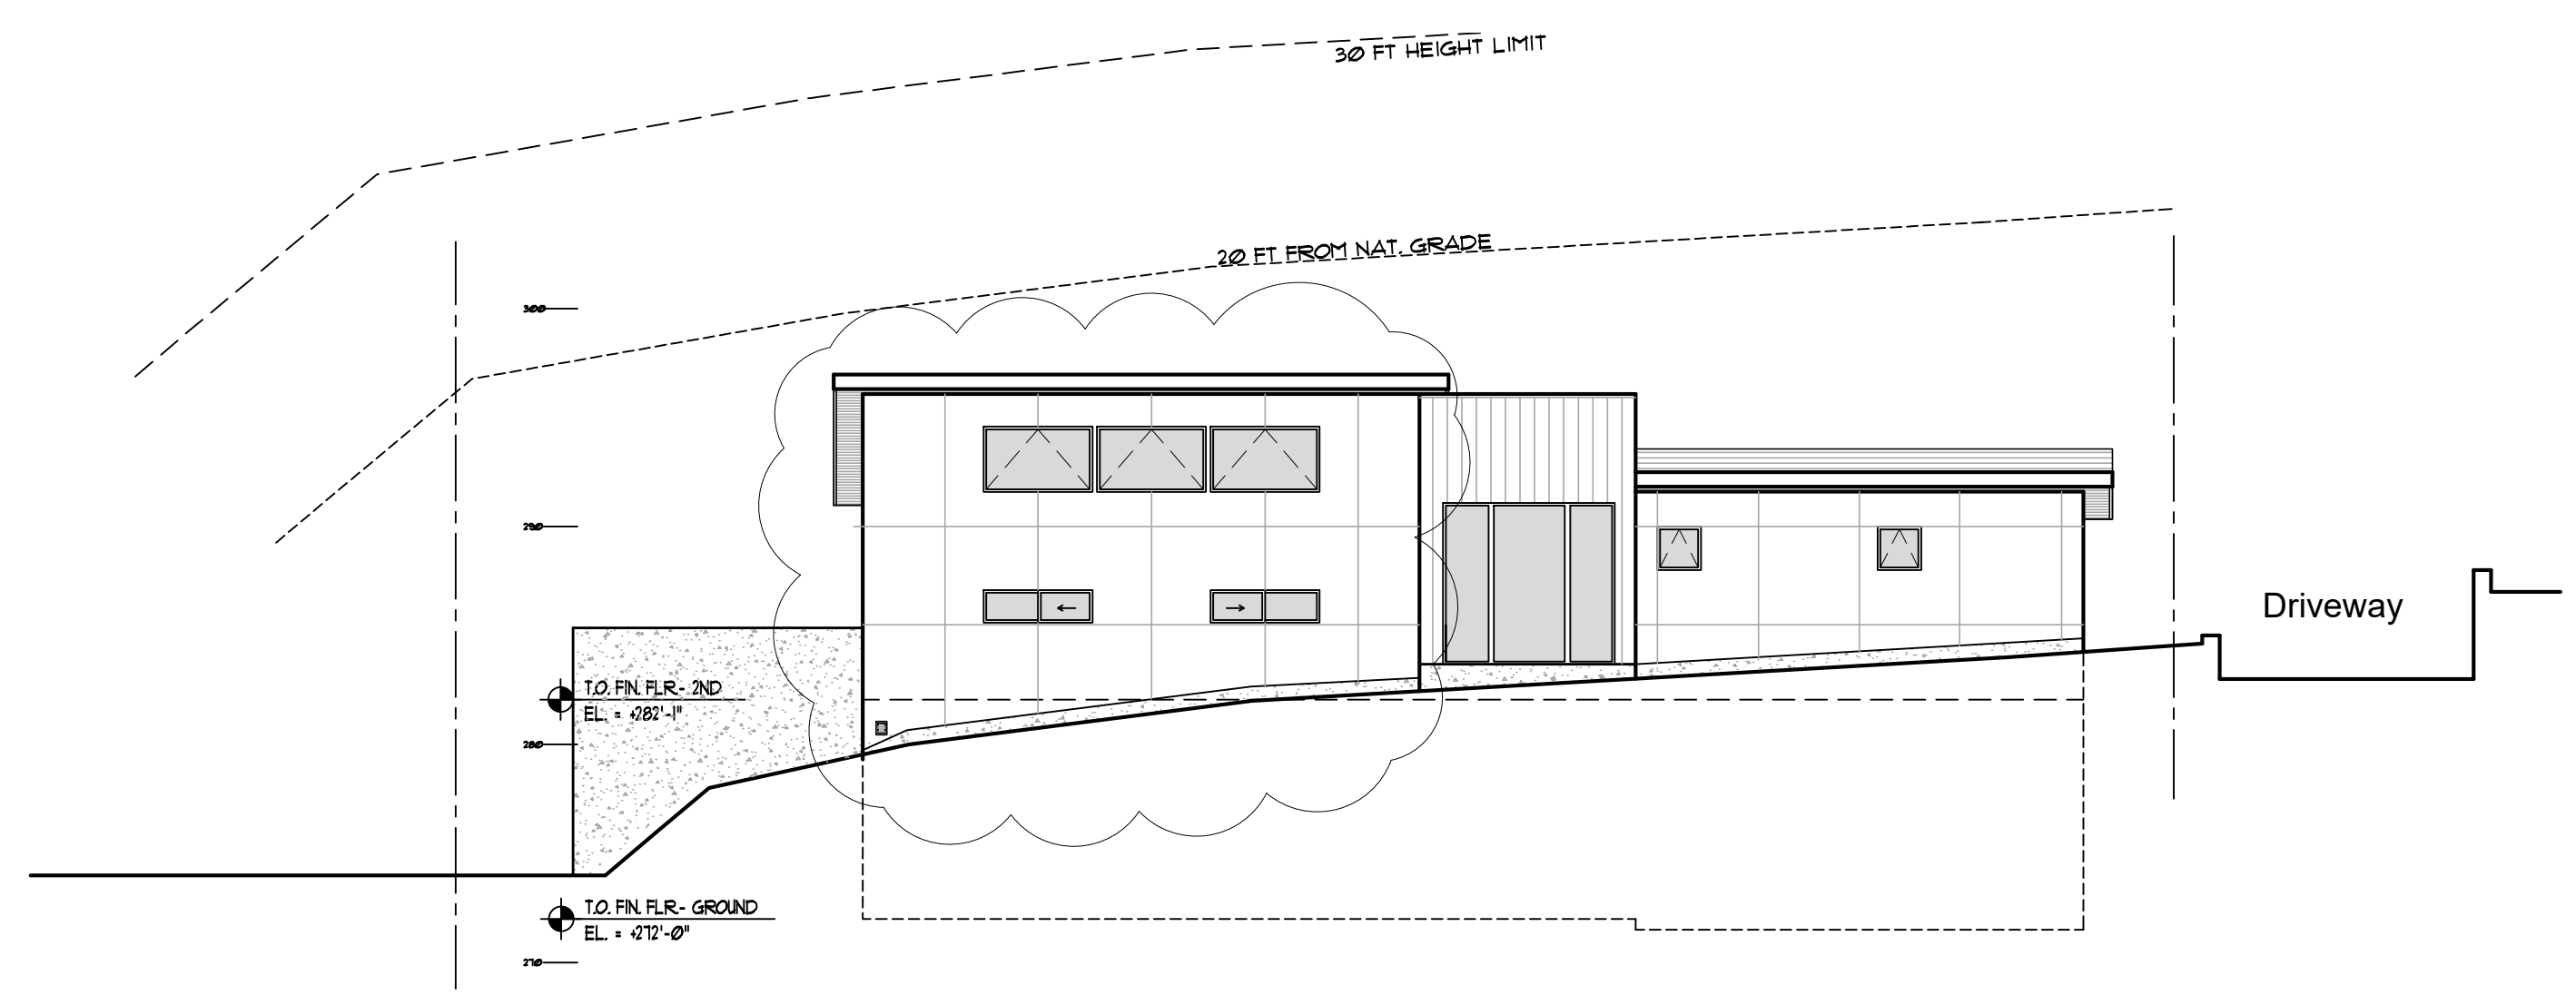 30 FT HEIGHT LIMIT
20 FT FROM NAT. GRADE
300
290
Driveway
T.O. FIN. FLR.- 2ND
EL. = +282'-1"
280
T.O. FIN. FLR.- GROUND
EL. = +272'-0"
270